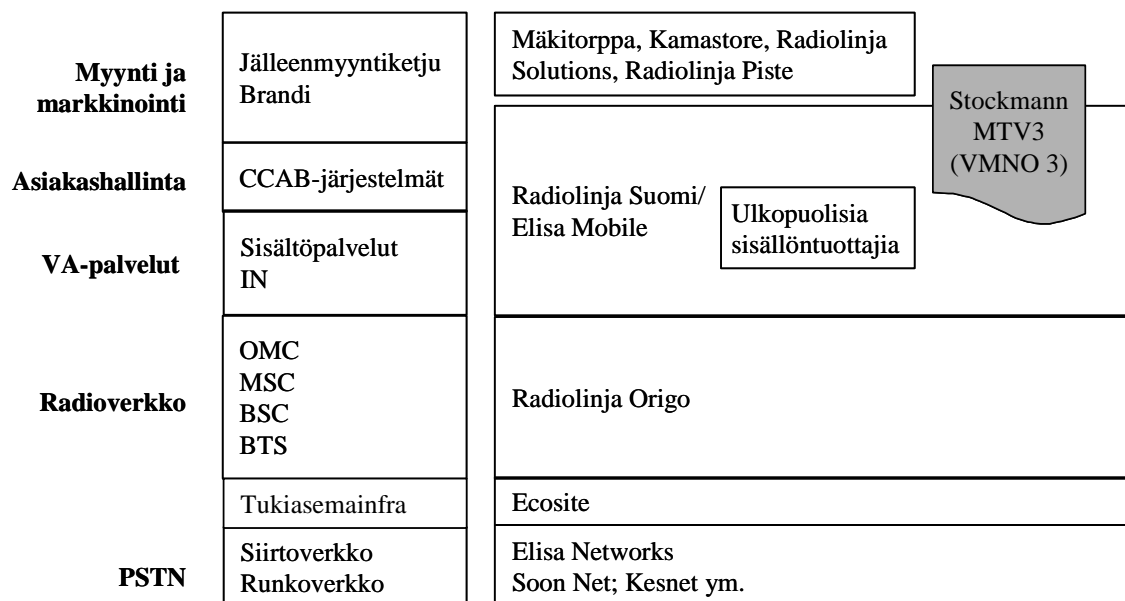 Myynti ja
markkinointi
Jälleenmyyntiketju
Brandi
Mäkitorppa, Kamastore, Radiolinja
Solutions, Radiolinja Piste
Stockmann
MTV3
(VMNO 3)
Asiakashallinta
CCAB-järjestelmät
Radiolinja Suomi/
Elisa Mobile
Ulkopuolisia
sisällöntuottajia
VA-palvelut
Sisältöpalvelut
IN
Radioverkko
OMC
MSC
BSC
BTS
Radiolinja Origo
Tukiasemainfra
Ecosite
PSTN
Siirtoverkko
Runkoverkko
Elisa Networks
Soon Net; Kesnet ym.